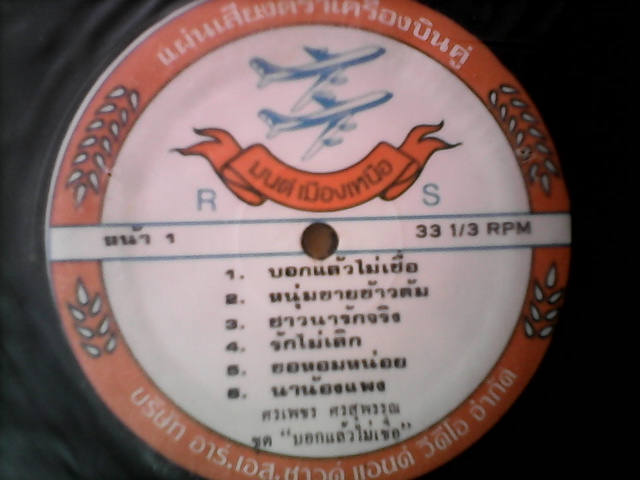 แผ่นเสียงตราเครื่องบินคู่
มนต์เมืองเหนือ
R S
หน้า 1
33 1/3 RPM
1. บอกแล้วไม่เชื่อ
2. หนุ่มขายข้าวต้ม
3. ชาวนารักจริง
4. รักไม่เลิก
5. ขอหอมหน่อย
6. นาน้องแพง
ศรเพชร ศรสุพรรณ
ชุด "บอกแล้วไม่เชื่อ"
บริษัท อาร์.เอส.ซาวด์ แอนด์ วีดีโอ จำกัด